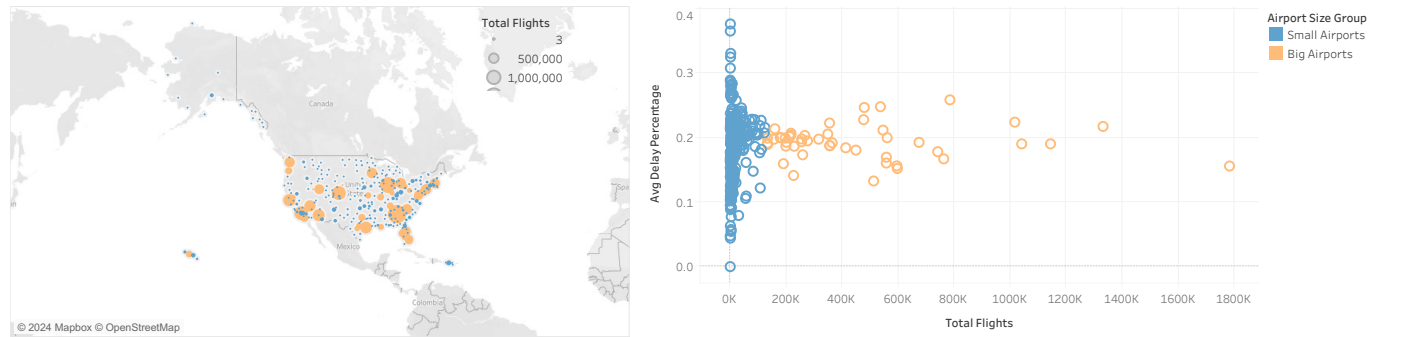 Total Flights
3
500,000
1,000,000
Canada
United
Mexico
Colombia
Spain
© 2024 Mapbox © OpenStreetMap
0.4
0.3
0.2
0.1
0.0
Avg Delay Percentage
0K
200K
400K
600K
800K
1000K
1200K
1400K
1600K
1800K
Total Flights
Airport Size Group
Small Airports
Big Airports